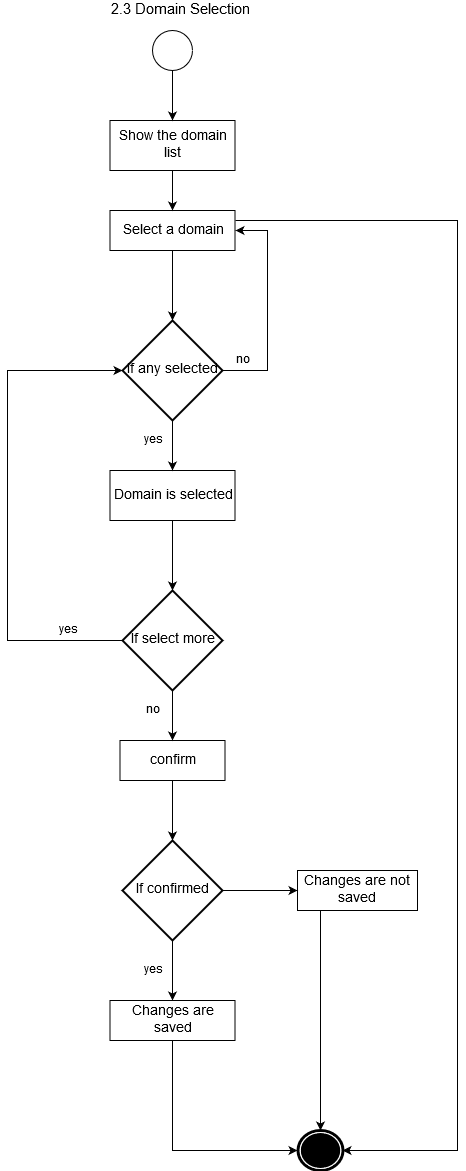 2.3 Domain Selection
Show the domain
list
Select a domain
If any selected
no
yes
Domain is selected
If select more
yes
no
confirm
If confirmed
Changes are not
saved
yes
Changes are
saved